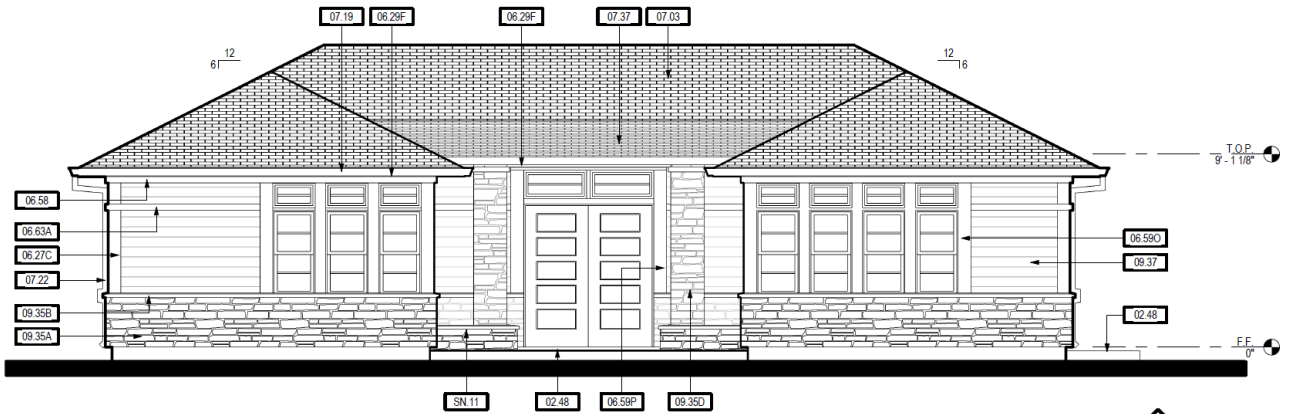 07.19 06.29F 06.29F 07.37 07.03
12
6
12
6
T.O.P.
9' - 1 1/8"
06.58
06.63A
06.27C
07.22
09.35B
09.35A
06.59O
09.37
02.48
F.F.
0"
SN.11 02.48 06.59P 09.35D